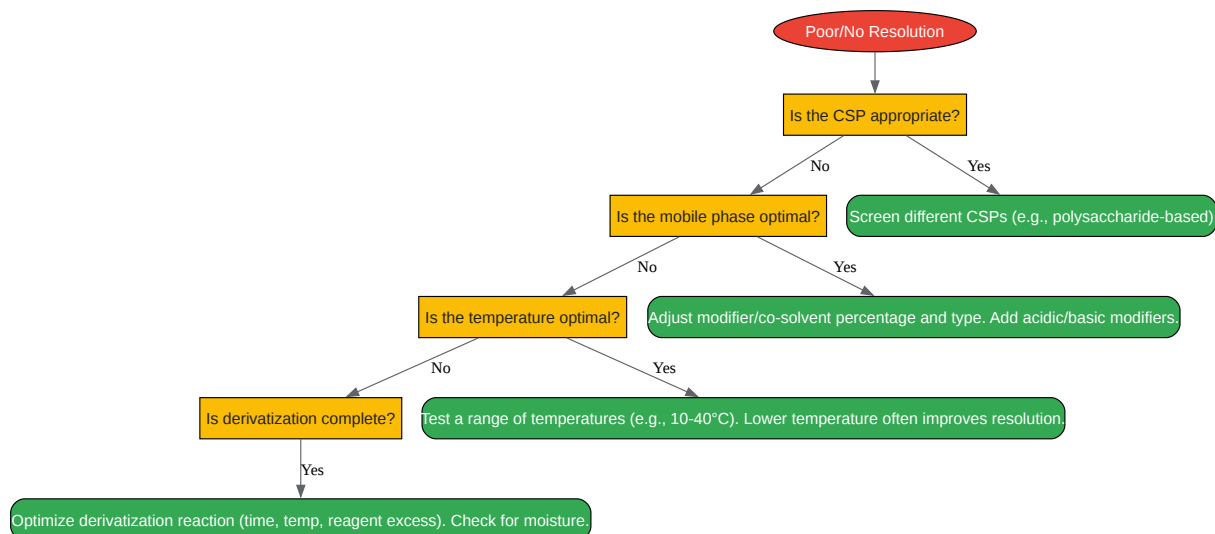 Poor/No Resolution
Is the CSP appropriate?
No
Yes
Is the mobile phase optimal?
Screen different CSPs (e.g., polysaccharide-based)
No
Yes
Is the temperature optimal?
Adjust modifier/co-solvent percentage and type. Add acidic/basic modifiers.
No
Yes
Is derivatization complete?
Test a range of temperatures (e.g., 10-40°C). Lower temperature often improves resolution.
Yes
Optimize derivatization reaction (time, temp, reagent excess). Check for moisture.